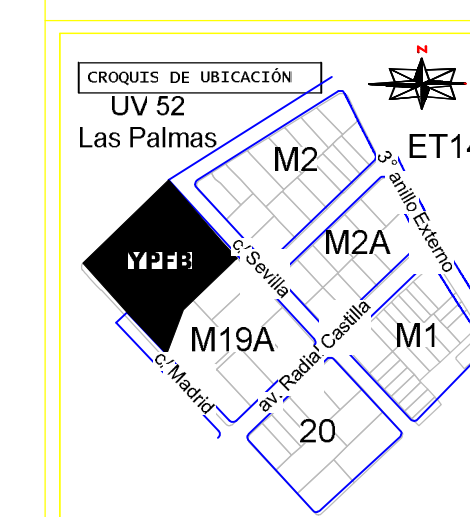 N
CROQUIS DE UBICACIÓN
UV 52
Las Palmas
ET14
M2
3° anillo Externo
M2A
c/ Sevilla
YPFB
M19A
av. Radial Castilla
M1
c/ Madrid
20